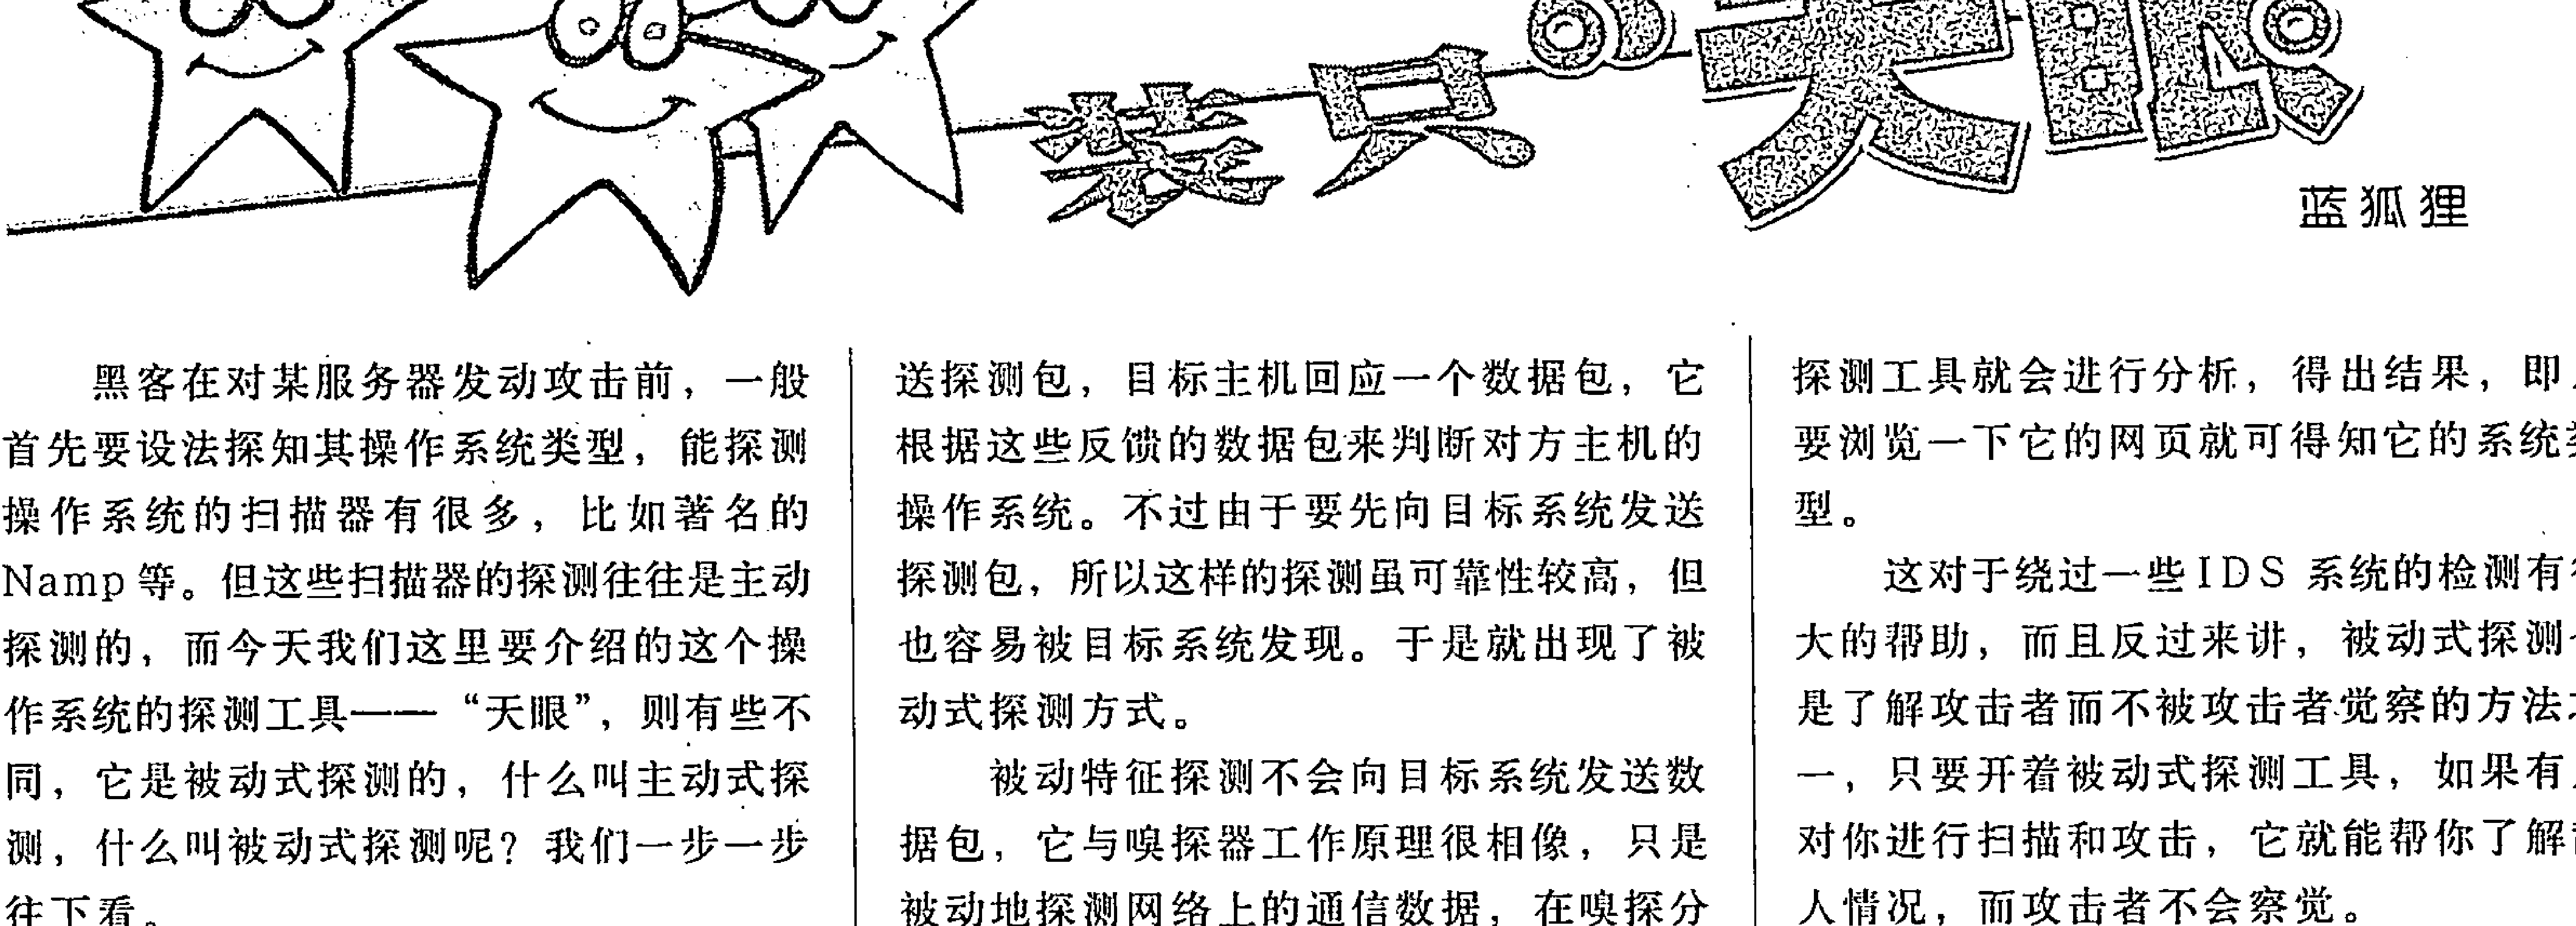 装只
天眼
蓝狐狸
黑客在对某服务器发动攻击前，一般
首先要设法探知其操作系统类型，能探测
操作系统的扫描器有很多，比如著名的
Namp等。但这些扫描器的探测往往是主动
探测的，而今天我们这里要介绍的这个操
作系统的探测工具——“天眼”，则有些不
同，它是被动式探测的，什么叫主动式探
测，什么叫被动式探测呢？我们一步一步
往下看。
送探测包，目标主机回应一个数据包，它
根据这些反馈的数据包来判断对方主机的
操作系统。不过由于要先向目标系统发送
探测包，所以这样的探测虽可靠性较高，但
也容易被目标系统发现。于是就出现了被
动式探测方式。
被动特征探测不会向目标系统发送数
据包，它与嗅探器工作原理很相像，只是
被动地探测网络上的通信数据，在嗅探分
探测工具就会进行分析，得出结果，即
要浏览一下它的网页就可得知它的系统类
型。
这对于绕过一些IDS 系统的检测有很
大的帮助，而且反过来讲，被动式探测
是了解攻击者而不被攻击者觉察的方法之
一，只要开着被动式探测工具，如果有
对你进行扫描和攻击，它就能帮你了解
人情况，而攻击者不会察觉。